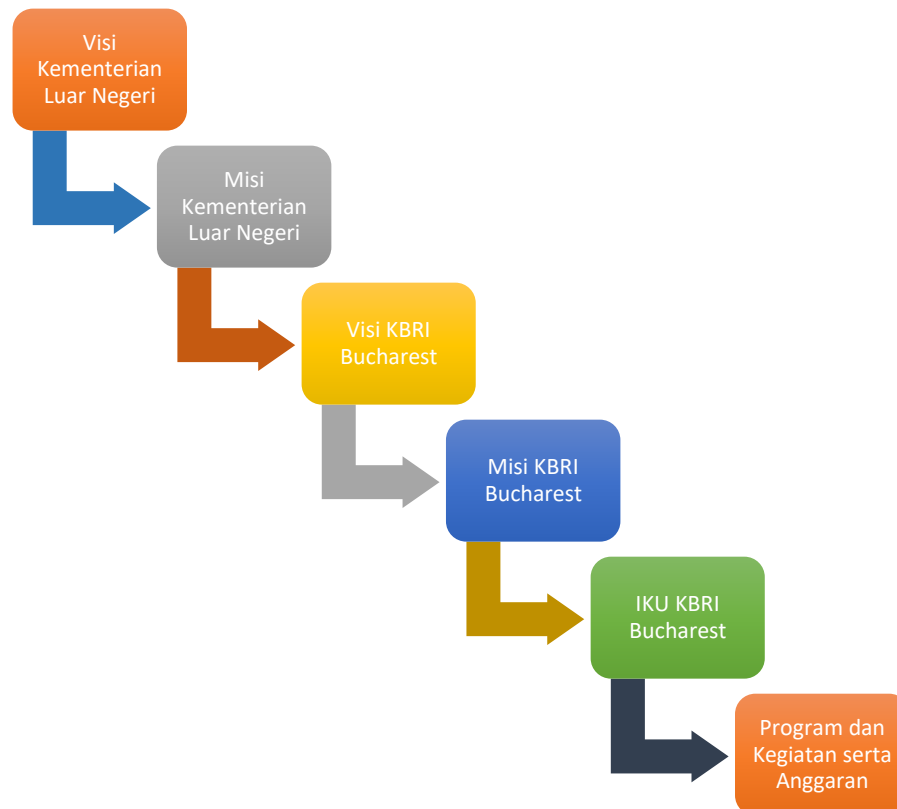 Visi
Kementerian
Luar Negeri
Misi
Kementerian
Luar Negeri
Visi KBRI
Bucharest
Misi KBRI
Bucharest
IKU KBRI
Bucharest
Program dan
Kegiatan serta
Anggaran